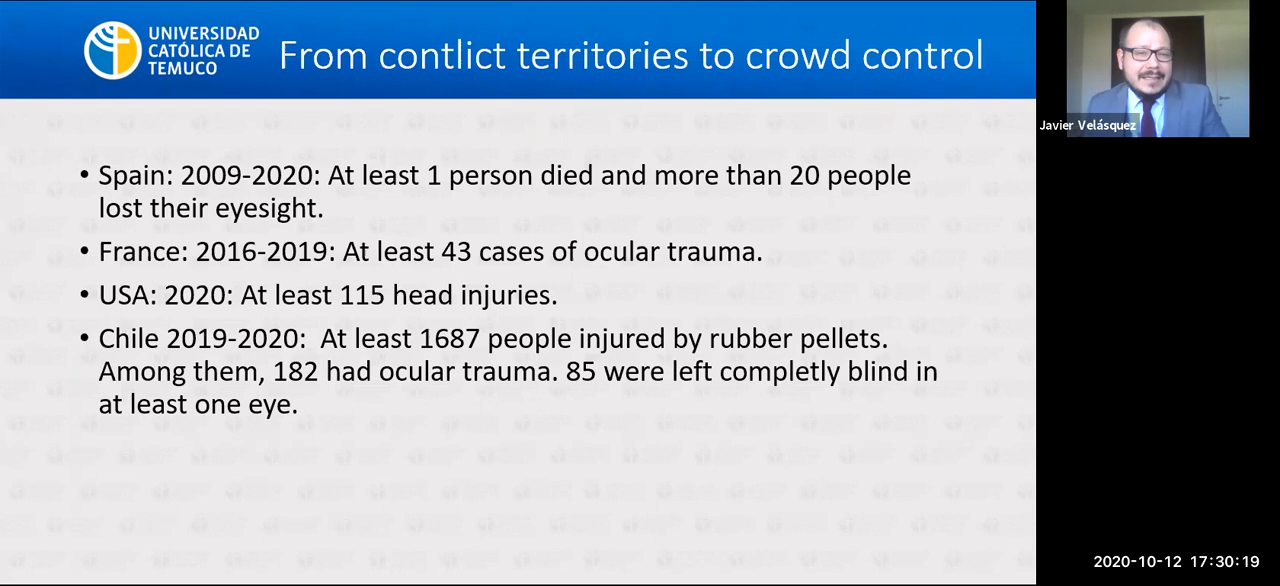 UNIVERSIDAD
CATÓLICA DE
TEMUCO
From contlict territories to crowd control
• Spain: 2009-2020: At least 1 person died and more than 20 people
lost their eyesight.
• France: 2016-2019: At least 43 cases of ocular trauma.
• USA: 2020: At least 115 head injuries.
• Chile 2019-2020:  At least 1687 people injured by rubber pellets.
Among them, 182 had ocular trauma. 85 were left completly blind in
at least one eye.
Javier Velásquez
2020-10-12 17:30:19